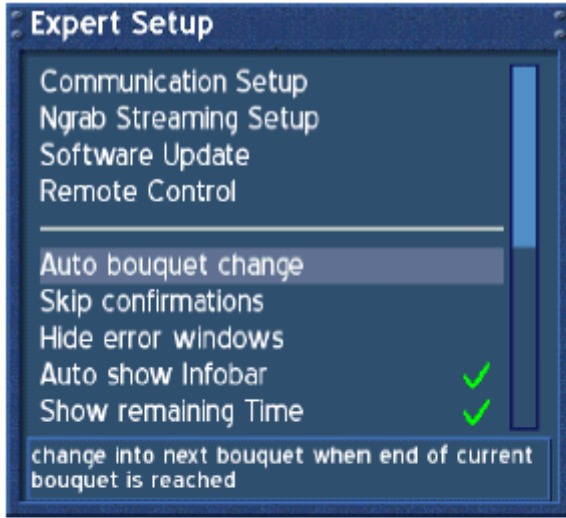 Expert Setup
Communication Setup
Ngrab Streaming Setup
Software Update
Remote Control
Auto bouquet change
Skip confirmations
Hide error windows
Auto show Infobar
Show remaining Time
change into next bouquet when end of current
bouquet is reached